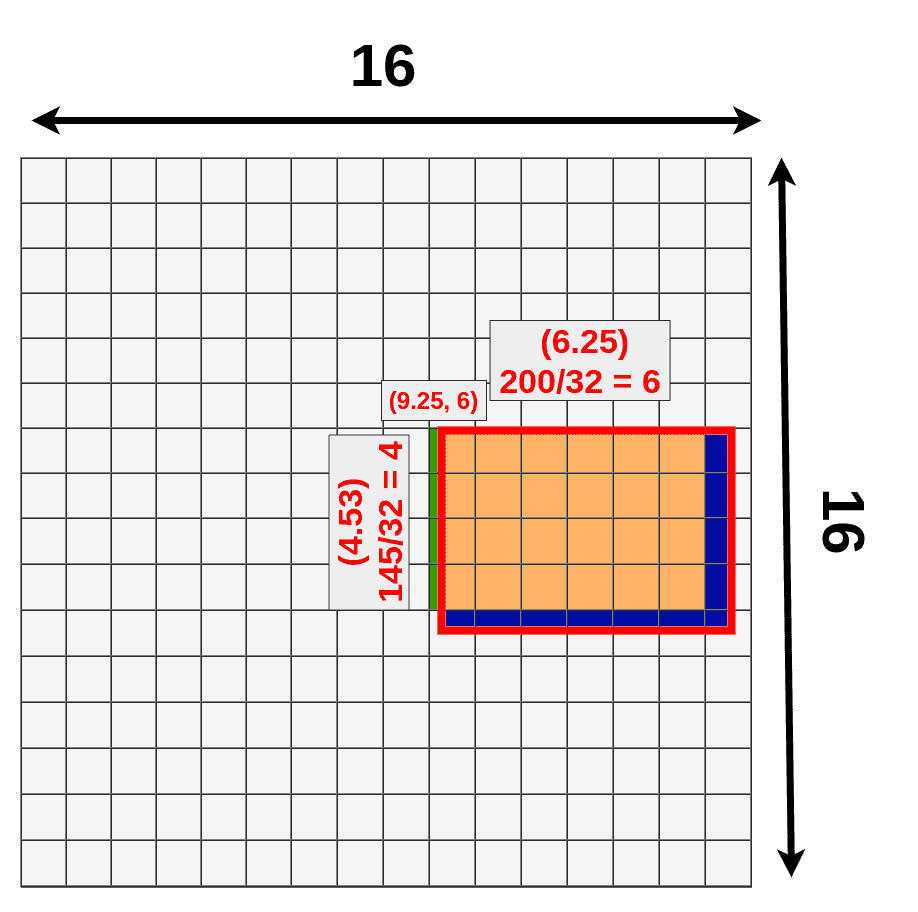 16
(6.25)
200/32 = 6
(9.25, 6)
(4.53)
145/32 = 4
16